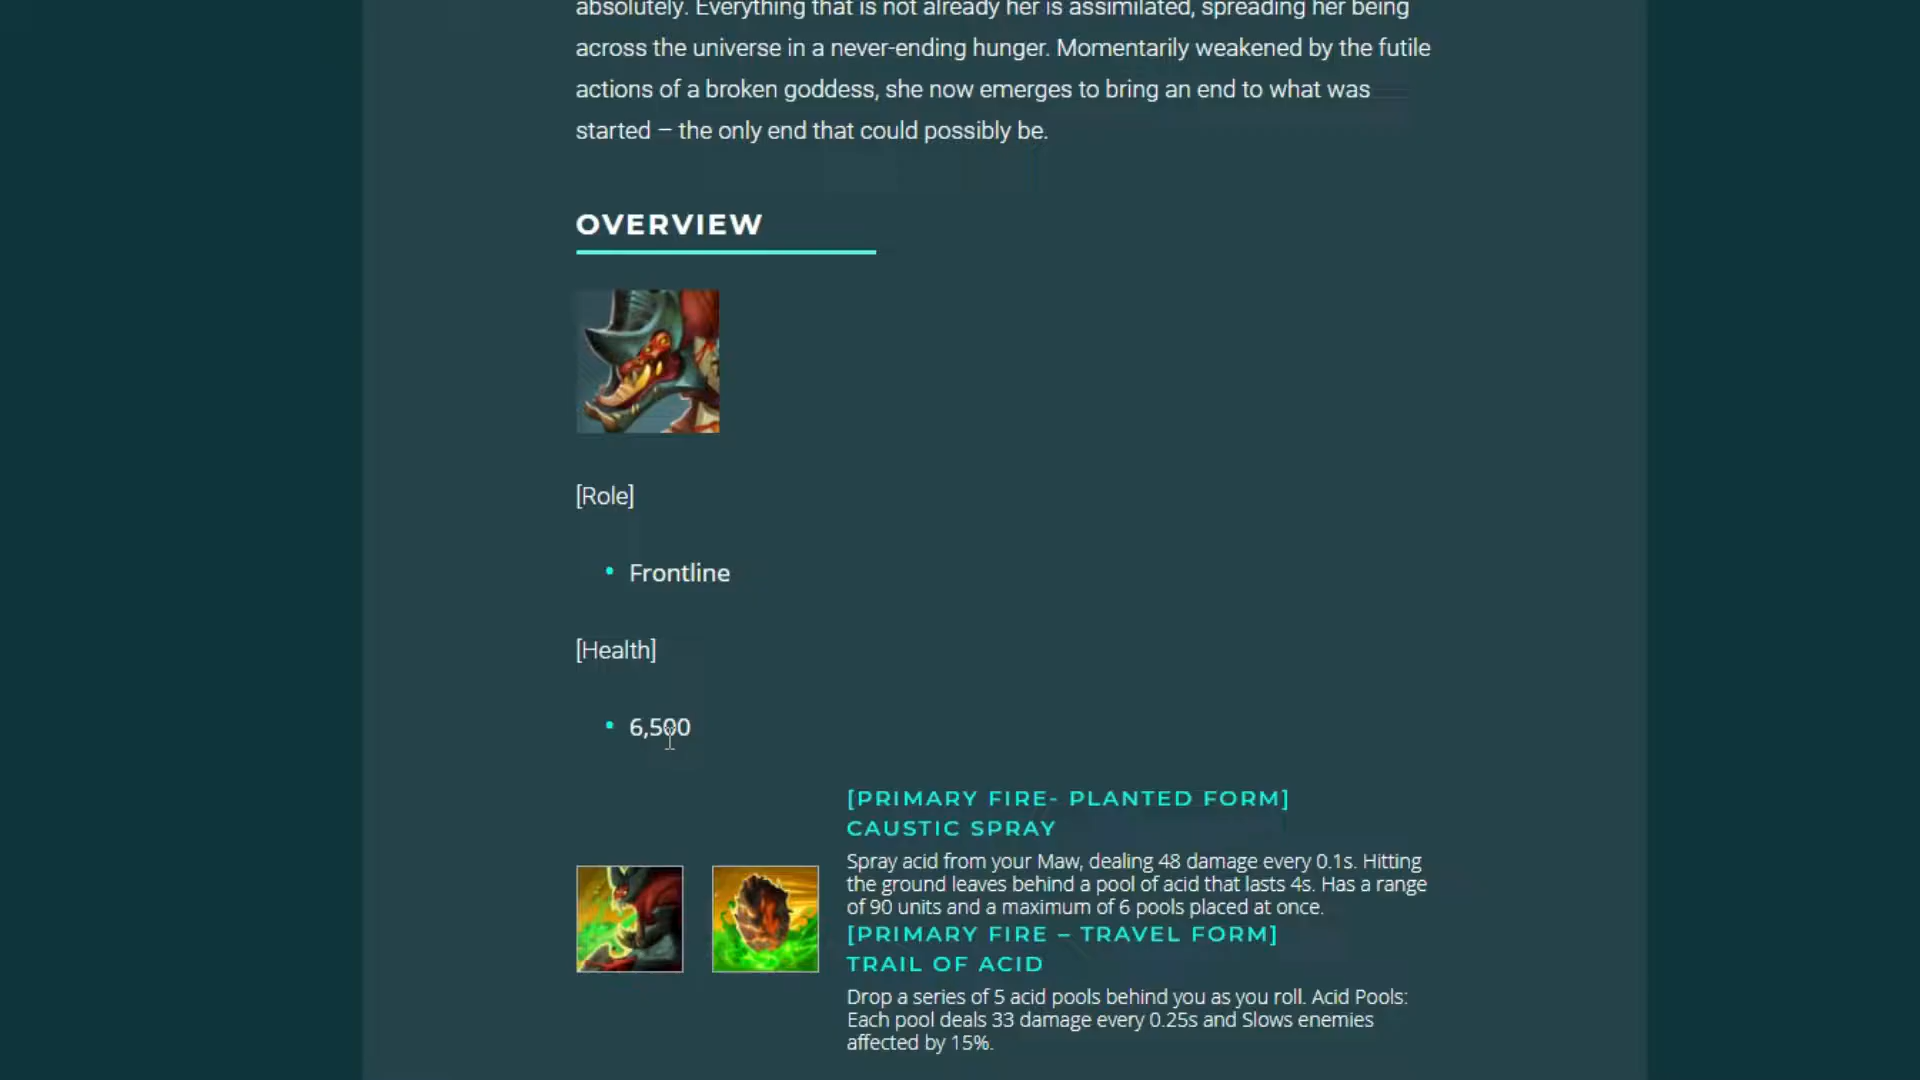 absolutely. Everything that is not already her is assimilated, spreading her being
across the universe in a never-ending hunger. Momentarily weakened by the futile
actions of a broken goddess, she now emerges to bring an end to what was
started – the only end that could possibly be.
OVERVIEW
[Role]
• Frontline
[Health]
• 6,500
[PRIMARY FIRE- PLANTED FORM]
CAUSTIC SPRAY
Spray acid from your Maw, dealing 48 damage every 0.1s. Hitting
the ground leaves behind a pool of acid that lasts 4s. Has a range
of 90 units and a maximum of 6 pools placed at once.
[PRIMARY FIRE – TRAVEL FORM]
TRAIL OF ACID
Drop a series of 5 acid pools behind you as you roll. Acid Pools:
Each pool deals 33 damage every 0.25s and Slows enemies
affected by 15%.